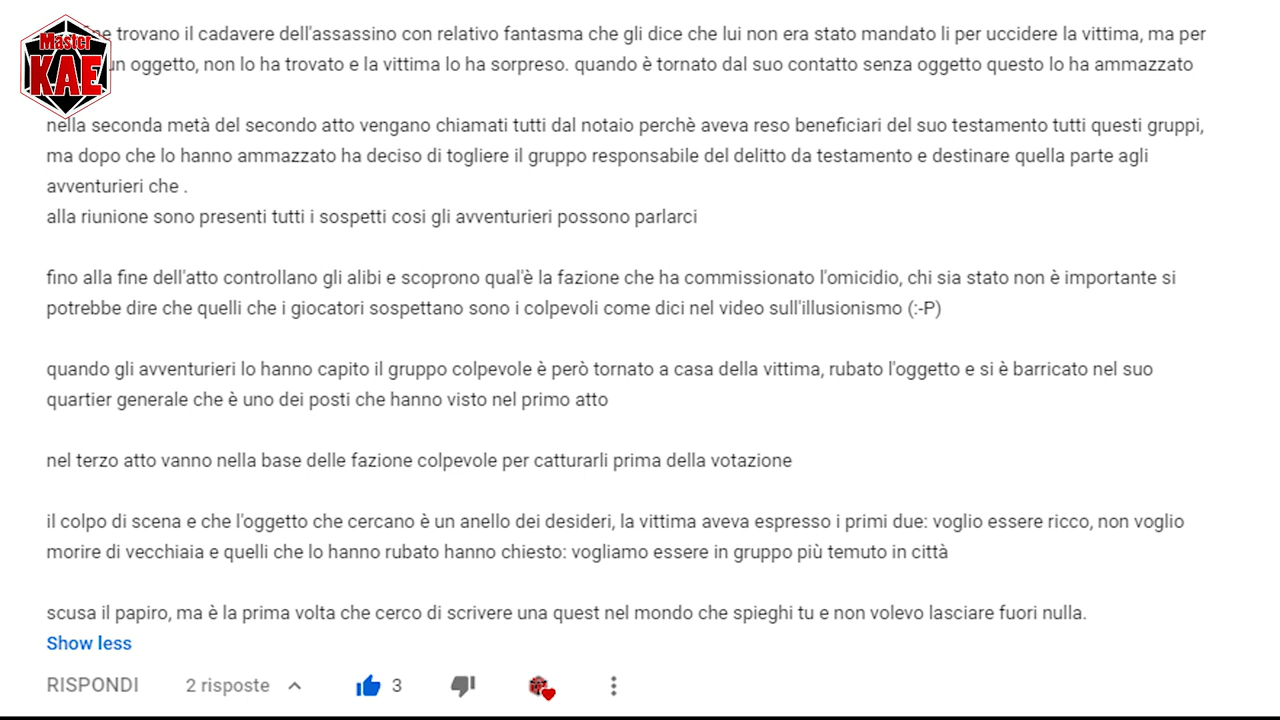 Master
KAE
trovano il cadavere dell'assassino con relativo fantasma che gli dice che lui non era stato mandato li per uccidere la vittima, ma per
un oggetto, non lo ha trovato e la vittima lo ha sorpreso. quando è tornato dal suo contatto senza oggetto questo lo ha ammazzato
nella seconda metà del secondo atto vengano chiamati tutti dal notaio perchè aveva reso beneficiari del suo testamento tutti questi gruppi,
ma dopo che lo hanno ammazzato ha deciso di togliere il gruppo responsabile del delitto da testamento e destinare quella parte agli
avventurieri che .
alla riunione sono presenti tutti i sospetti cosi gli avventurieri possono parlarci
fino alla fine dell'atto controllano gli alibi e scoprono qual'è la fazione che ha commissionato l'omicidio, chi sia stato non è importante si
potrebbe dire che quelli che i giocatori sospettano sono i colpevoli come dici nel video sull'illusionismo (:-P)
quando gli avventurieri lo hanno capito il gruppo colpevole è però tornato a casa della vittima, rubato l'oggetto e si è barricato nel suo
quartier generale che è uno dei posti che hanno visto nel primo atto
nel terzo atto vanno nella base delle fazione colpevole per catturarli prima della votazione
il colpo di scena e che l'oggetto che cercano è un anello dei desideri, la vittima aveva espresso i primi due: voglio essere ricco, non voglio
morire di vecchiaia e quelli che lo hanno rubato hanno chiesto: vogliamo essere in gruppo più temuto in città
scusa il papiro, ma è la prima volta che cerco di scrivere una quest nel mondo che spieghi tu e non volevo lasciare fuori nulla.
Show less
RISPONDI 2 risposte 3